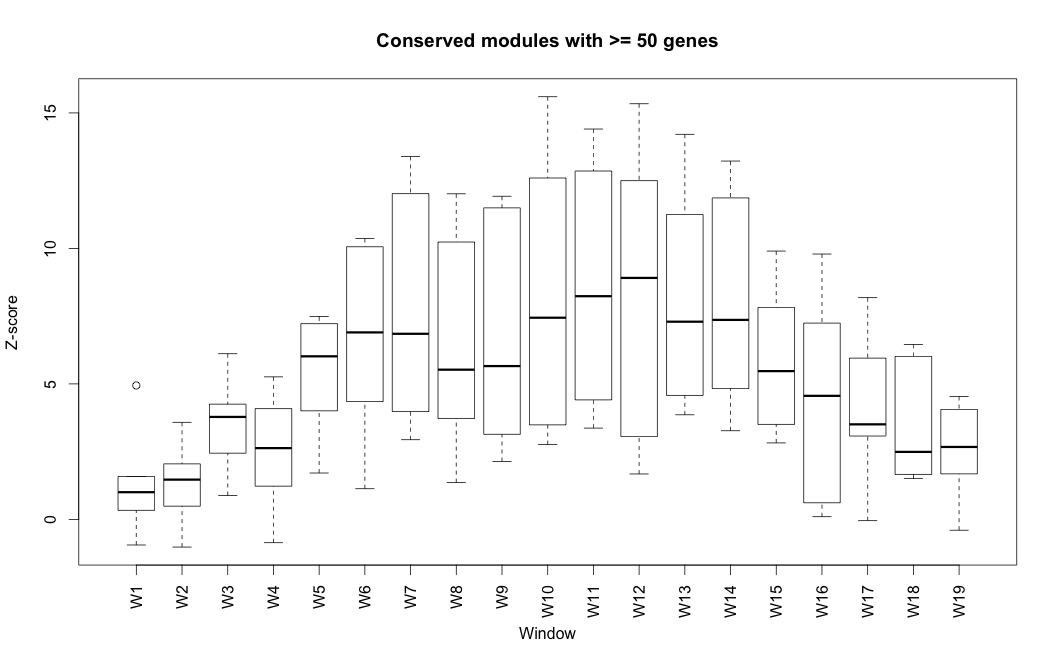 Conserved modules with >= 50 genes
Z-score
15
10
5
0
W1 W2 W3 W4 W5 W6 W7 W8 W9 W10 W11 W12 W13 W14 W15 W16 W17 W18 W19
Window